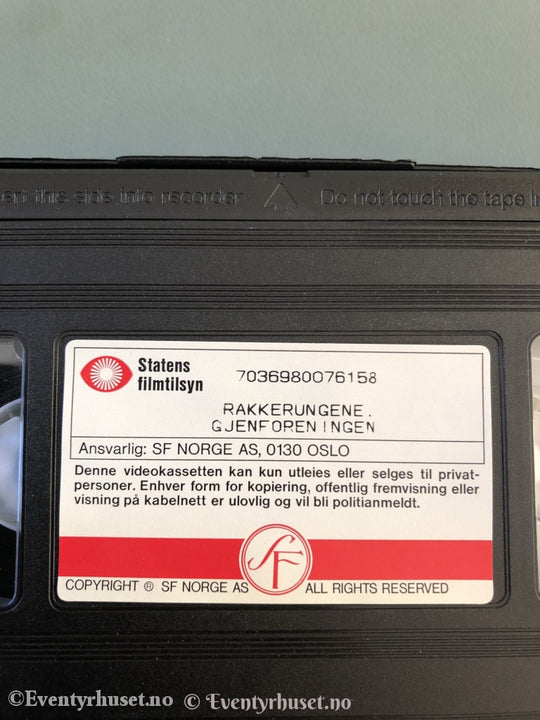 ert this side into recorder Do not touch the tape in
Statens
filmtilsyn
7036980076158
RAKKERUNGENE.
GJENFORENINGEN
Ansvarlig: SF NORGE AS, 0130 OSLO
Denne videokassetten kan kun utleies eller selges til privat-
personer. Enhver form for kopiering, offentlig fremvisning eller
visning på kabelnett er ulovlig og vil bli politianmeldt.
SF
COPYRIGHT ® SF NORGE AS ALL RIGHTS RESERVED
©Eventyrhuset.no © Eventyrhuset.no